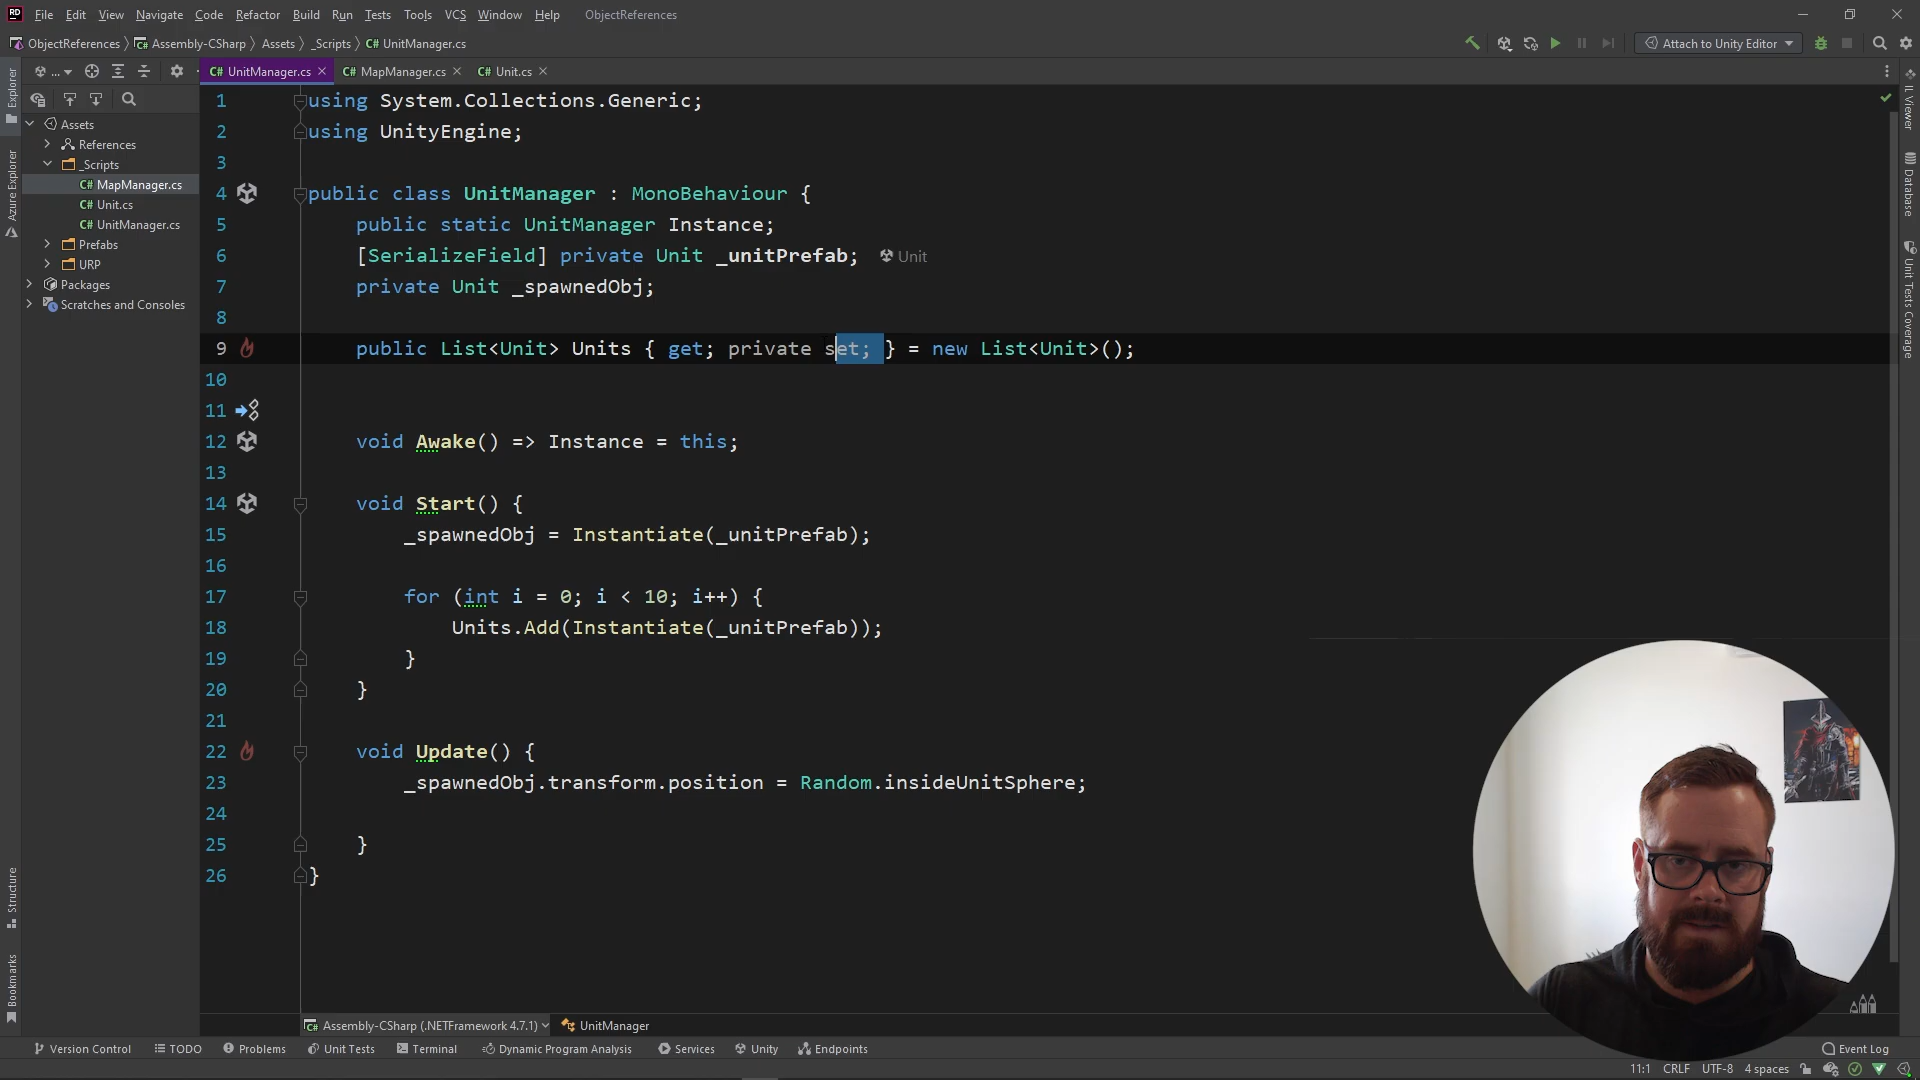 RD File Edit View Navigate Code Refactor Build Run Tests Tools VCS Window Help ObjectReferences
ObjectReferences Assembly-CSharp Assets _Scripts C# UnitManager.cs
Attach to Unity Editor
... C# UnitManager.cs C# MapManager.cs C# Unit.cs
Explorer
Azure Explorer
Structure
Bookmarks
Assets
References
_Scripts
C# MapManager.cs
C# Unit.cs
C# UnitManager.cs
Prefabs
URP
Packages
Scratches and Consoles
1 using System.Collections.Generic;
2 using UnityEngine;
3
4 public class UnitManager : MonoBehaviour {
5 public static UnitManager Instance;
6 [SerializeField] private Unit _unitPrefab; Unit
7 private Unit _spawnedObj;
8
9 public List<Unit> Units { get; private set; } = new List<Unit>();
10
11
12 void Awake() => Instance = this;
13
14 void Start() {
15 _spawnedObj = Instantiate(_unitPrefab);
16
17 for (int i = 0; i < 10; i++) {
18 Units.Add(Instantiate(_unitPrefab));
19 }
20 }
21
22 void Update() {
23 _spawnedObj.transform.position = Random.insideUnitSphere;
24
25 }
26 }
IL Viewer
Database
Unit Tests Coverage
Assembly-CSharp (.NETFramework 4.7.1) UnitManager
Version Control TODO Problems Unit Tests Terminal Dynamic Program Analysis Services Unity Endpoints Event Log
11:1 CRLF UTF-8 4 spaces